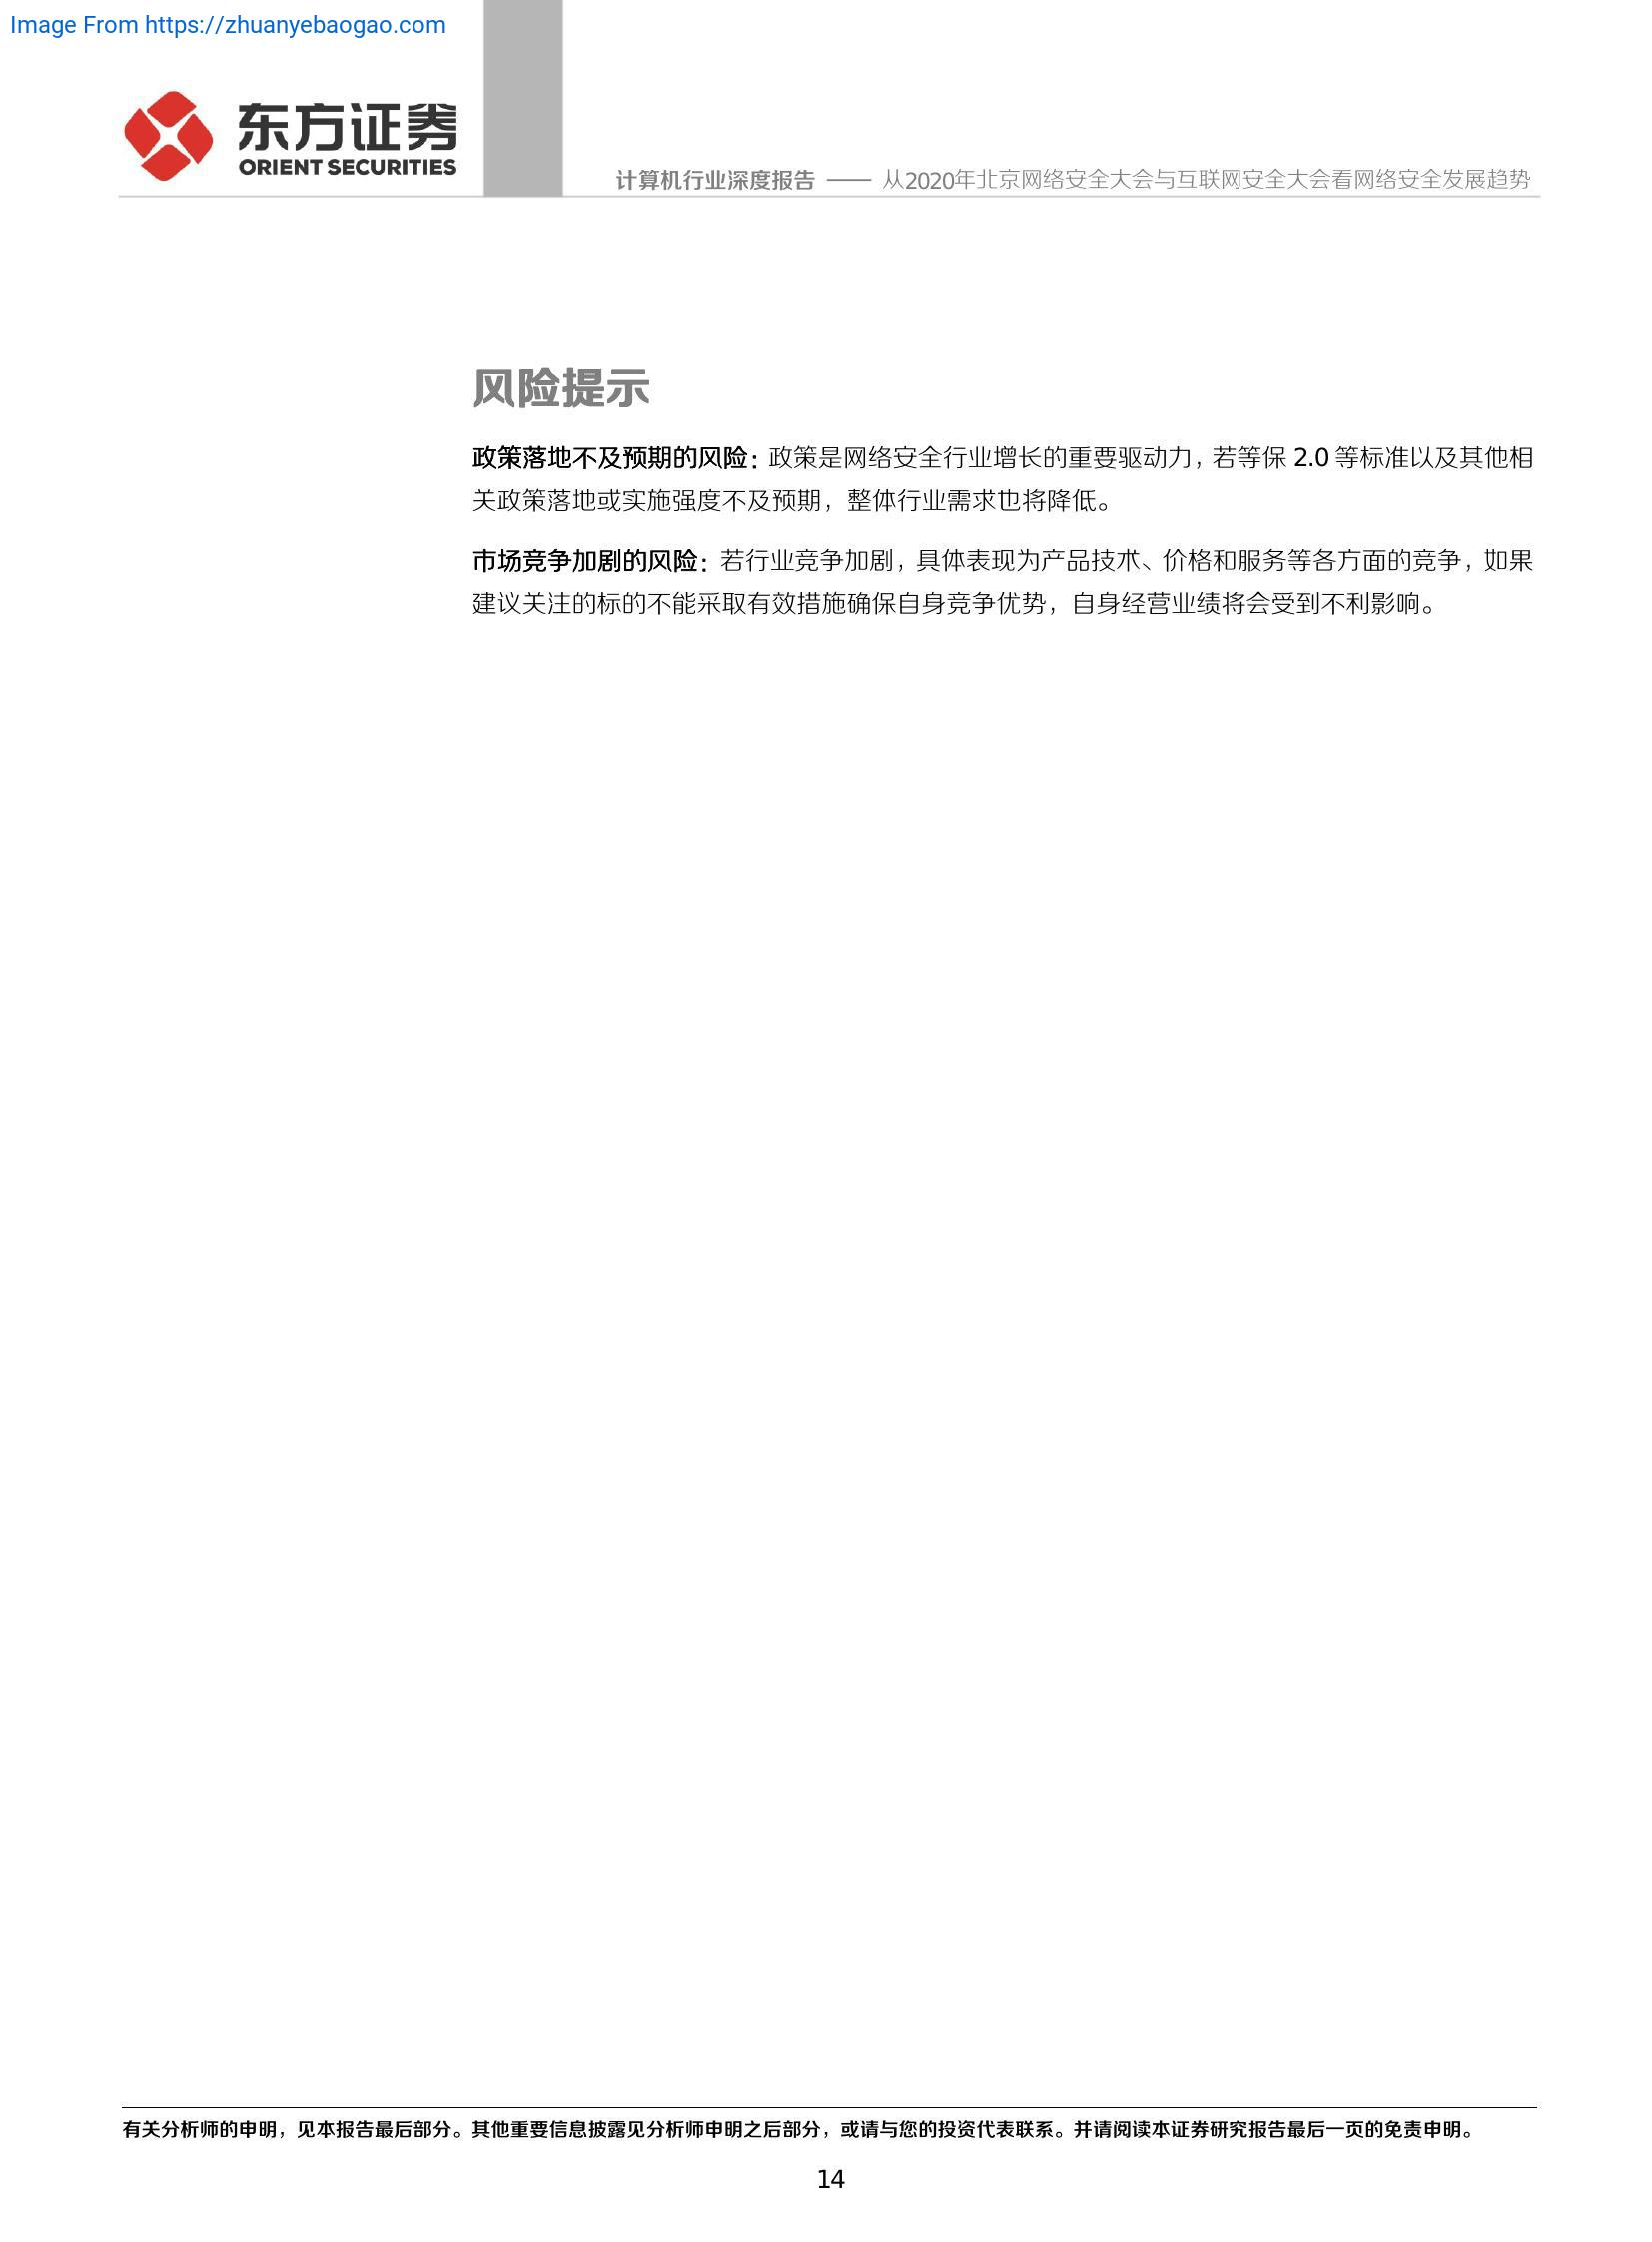 Image From https://zhuanyebaogao.com
东方证券
ORIENT SECURITIES
计算机行业深度报告 —— 从2020年北京网络安全大会与互联网安全大会看网络安全发展趋势
风险提示
政策落地不及预期的风险：政策是网络安全行业增长的重要驱动力，若等保 2.0 等标准以及其他相
关政策落地或实施强度不及预期，整体行业需求也将降低。
市场竞争加剧的风险：若行业竞争加剧，具体表现为产品技术、价格和服务等各方面的竞争，如果
建议关注的标的不能采取有效措施确保自身竞争优势，自身经营业绩将会受到不利影响。
有关分析师的申明，见本报告最后部分。其他重要信息披露见分析师申明之后部分，或请与您的投资代表联系。并请阅读本证券研究报告最后一页的免责申明。
14